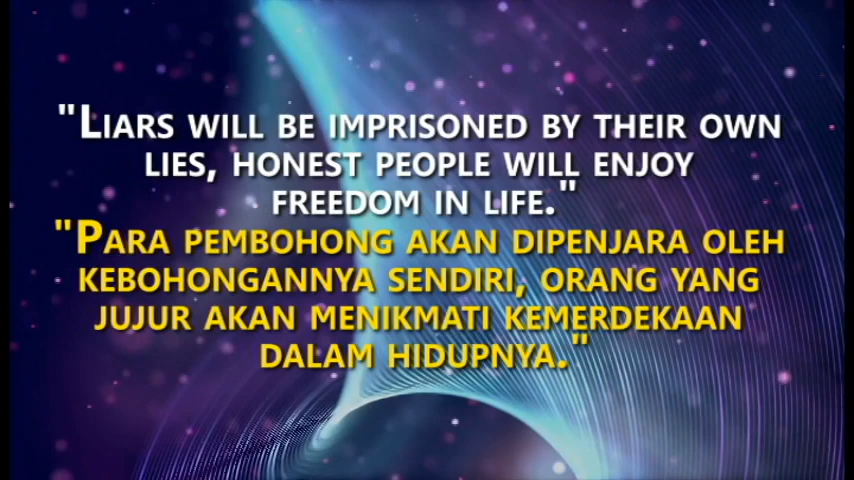 "Liars will be imprisoned by their own
lies, honest people will enjoy
freedom in life."
"Para pembohong akan dipenjara oleh
kebohongannya sendiri, orang yang
jujur akan menikmati kemerdekaan
dalam hidupnya."